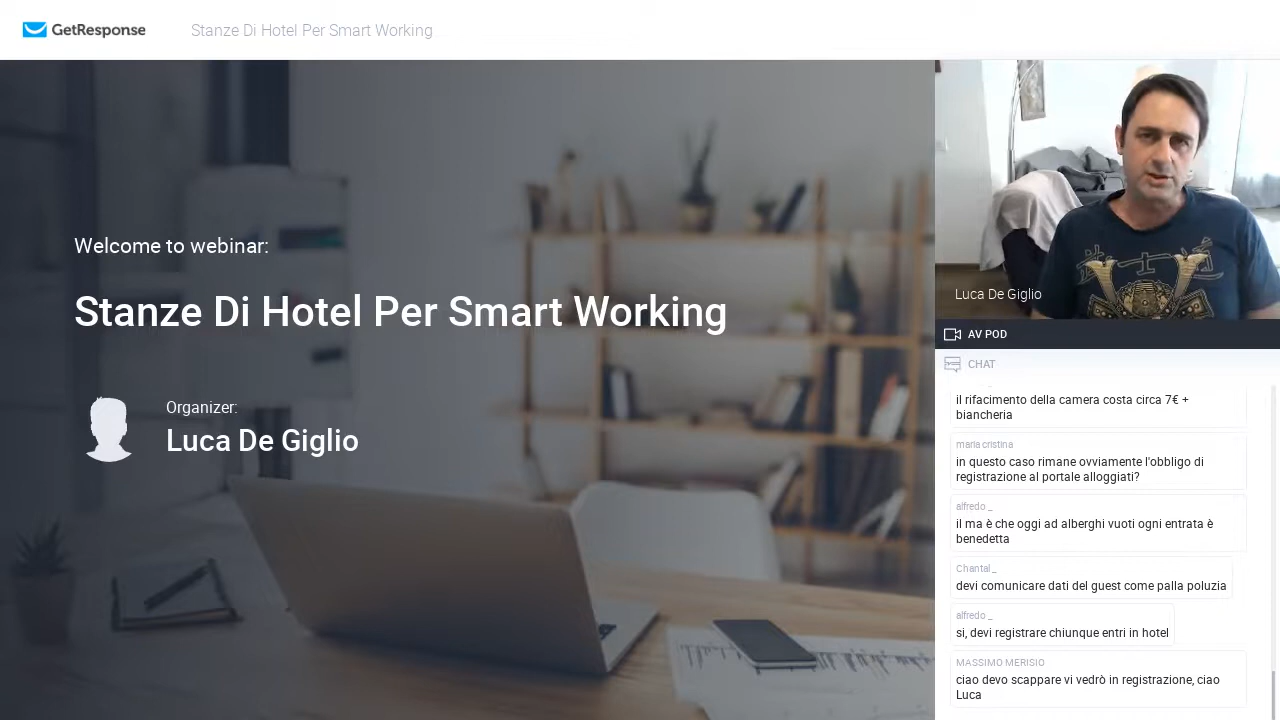 GetResponse
Stanze Di Hotel Per Smart Working
Welcome to webinar:
Stanze Di Hotel Per Smart Working
Organizer:
Luca De Giglio
武士道
Luca De Giglio
AV POD
CHAT
il rifacimento della camera costa circa 7€ +
biancheria
maria cristina
in questo caso rimane ovviamente l'obbligo di
registrazione al portale alloggiati?
alfredo _
il ma è che oggi ad alberghi vuoti ogni entrata è
benedetta
Chantal _
devi comunicare dati del guest come palla poluzia
alfredo _
si, devi registrare chiunque entri in hotel
MASSIMO MERISIO
ciao devo scappare vi vedrò in registrazione, ciao
Luca